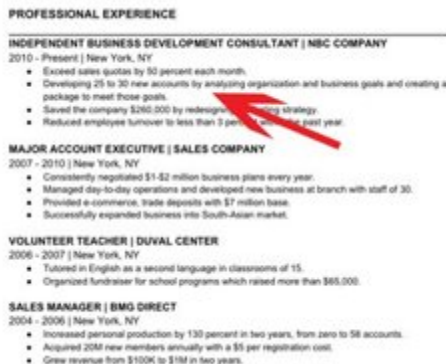 PROFESSIONAL EXPERIENCE
INDEPENDENT BUSINESS DEVELOPMENT CONSULTANT | NBC COMPANY
2010 - Present | New York, NY
• Exceed sales quotas by 50 percent each month.
• Developing 25 to 30 new accounts by analyzing organization and business goals and creating a
package to meet those goals.
• Saved the company $260,000 by redesigning strategy.
• Reduced employee turnover to less than 3 past year.
MAJOR ACCOUNT EXECUTIVE | SALES COMPANY
2007 - 2010 | New York, NY
• Consistently negotiated $1-$2 million business plans every year.
• Managed day-to-day operations and developed new business at branch with staff of 30.
• Provided e-commerce, trade deposits with $7 million base.
• Successfully expanded business into South-Asian market.
VOLUNTEER TEACHER | DUVAL CENTER
2006 - 2007 | New York, NY
• Tutored in English as a second language in classrooms of 15.
• Organized fundraiser for school programs which raised more than $65,000.
SALES MANAGER | BMG DIRECT
2004 - 2006 | New York, NY
• Increased personal production by 130 percent in two years, from zero to 58 accounts.
• Acquired 20M new members annually with a $5 per registration cost.
• Grew revenue from $100K to $1M in two years.